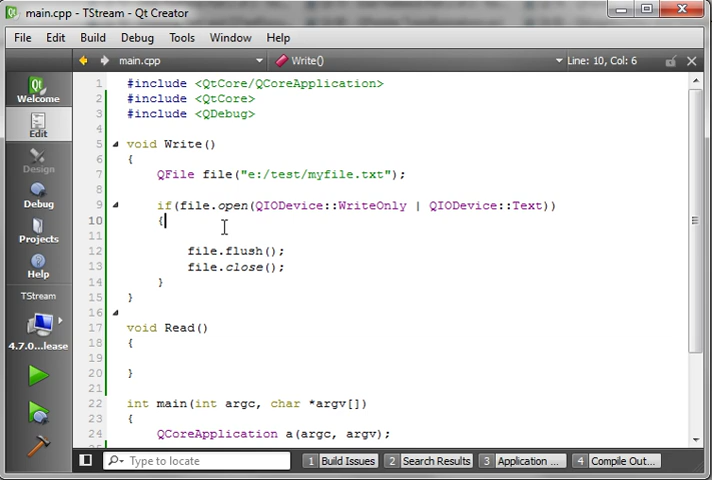 main.cpp - TStream - Qt Creator
File Edit Build Debug Tools Window Help
main.cpp Write() Line: 10, Col: 6
Welcome
Edit
Design
Debug
Projects
Help
TStream
4.7.0...lease
1 #include <QtCore/QCoreApplication>
2 #include <QtCore>
3 #include <QDebug>
4
5 void Write()
6 {
7 QFile file("e:/test/myfile.txt");
8
9 if(file.open(QIODevice::WriteOnly | QIODevice::Text))
10 {
11
12 file.flush();
13 file.close();
14 }
15 }
16
17 void Read()
18 {
19
20 }
21
22 int main(int argc, char *argv[])
23 {
24 QCoreApplication a(argc, argv);
Type to locate 1 Build Issues 2 Search Results 3 Application ... 4 Compile Out...